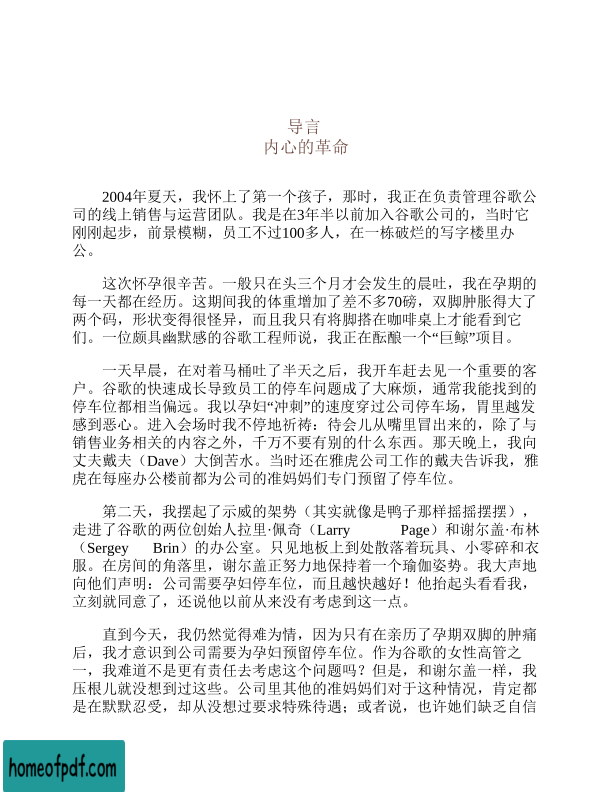 导言
内心的革命
2004年夏天，我怀上了第一个孩子，那时，我正在负责管理谷歌公
司的线上销售与运营团队。我是在3年半以前加入谷歌公司的，当时它
刚刚起步，前景模糊，员工不过100多人，在一栋破烂的写字楼里办
公。
这次怀孕很辛苦。一般只在头三个月才会发生的晨吐，我在孕期的
每一天都在经历。这期间我的体重增加了差不多70磅，双脚肿胀得大了
两个码，形状变得很怪异，而且我只有将脚搭在咖啡桌上才能看到它
们。一位颇具幽默感的谷歌工程师说，我正在酝酿一个“巨鲸”项目。
一天早晨，在对着马桶吐了半天之后，我开车赶去见一个重要的客
户。谷歌的快速成长导致员工的停车问题成了大麻烦，通常我能找到的
停车位都相当偏远。我以孕妇“冲刺”的速度穿过公司停车场，胃里越发
感到恶心。进入会场时我不停地祈祷：待会儿从嘴里冒出来的，除了与
销售业务相关的内容之外，千万不要有别的什么东西。那天晚上，我向
丈夫戴夫（Dave）大倒苦水。当时还在雅虎公司工作的戴夫告诉我，雅
虎在每座办公楼前都为公司的准妈妈们专门预留了停车位。
第二天，我摆起了示威的架势（其实就像是鸭子那样摇摇摆摆），
走进了谷歌的两位创始人拉里·佩奇（Larry Page）和谢尔盖·布林
（Sergey Brin）的办公室。只见地板上到处散落着玩具、小零碎和衣
服。在房间的角落里，谢尔盖正努力地保持着一个瑜伽姿势。我大声地
向他们声明：公司需要孕妇停车位，而且越快越好！他抬起头看看我，
立刻就同意了，还说他以前从来没有考虑到这一点。
直到今天，我仍然觉得难为情，因为只有在亲历了孕期双脚的肿痛
后，我才意识到公司需要为孕妇预留停车位。作为谷歌的女性高管之
一，我难道不是更有责任去考虑这个问题吗？但是，和谢尔盖一样，我
压根儿就没想到过这些。公司里其他的准妈妈们对于这种情况，肯定都
是在默默忍受，却从没想过要求特殊待遇；或者说，也许她们缺乏自信
homeofpdf.com